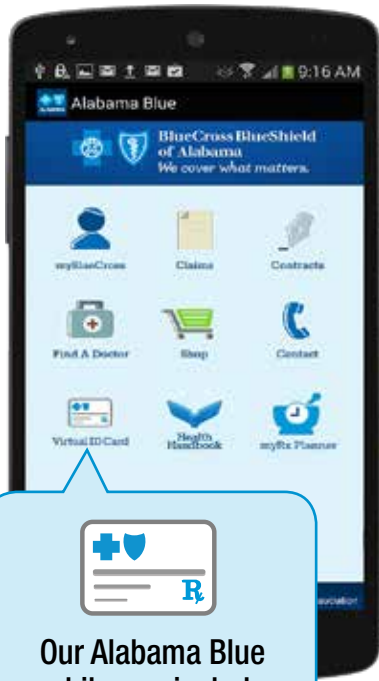 9:16 AM
Alabama Blue
BlueCross BlueShield
of Alabama
We cover what matters.
myBlueCross Claims Contracts
Find A Doctor Shop Contact
Virtual ID Card Health Handbook myRx Planner
Rx
Our Alabama Blue